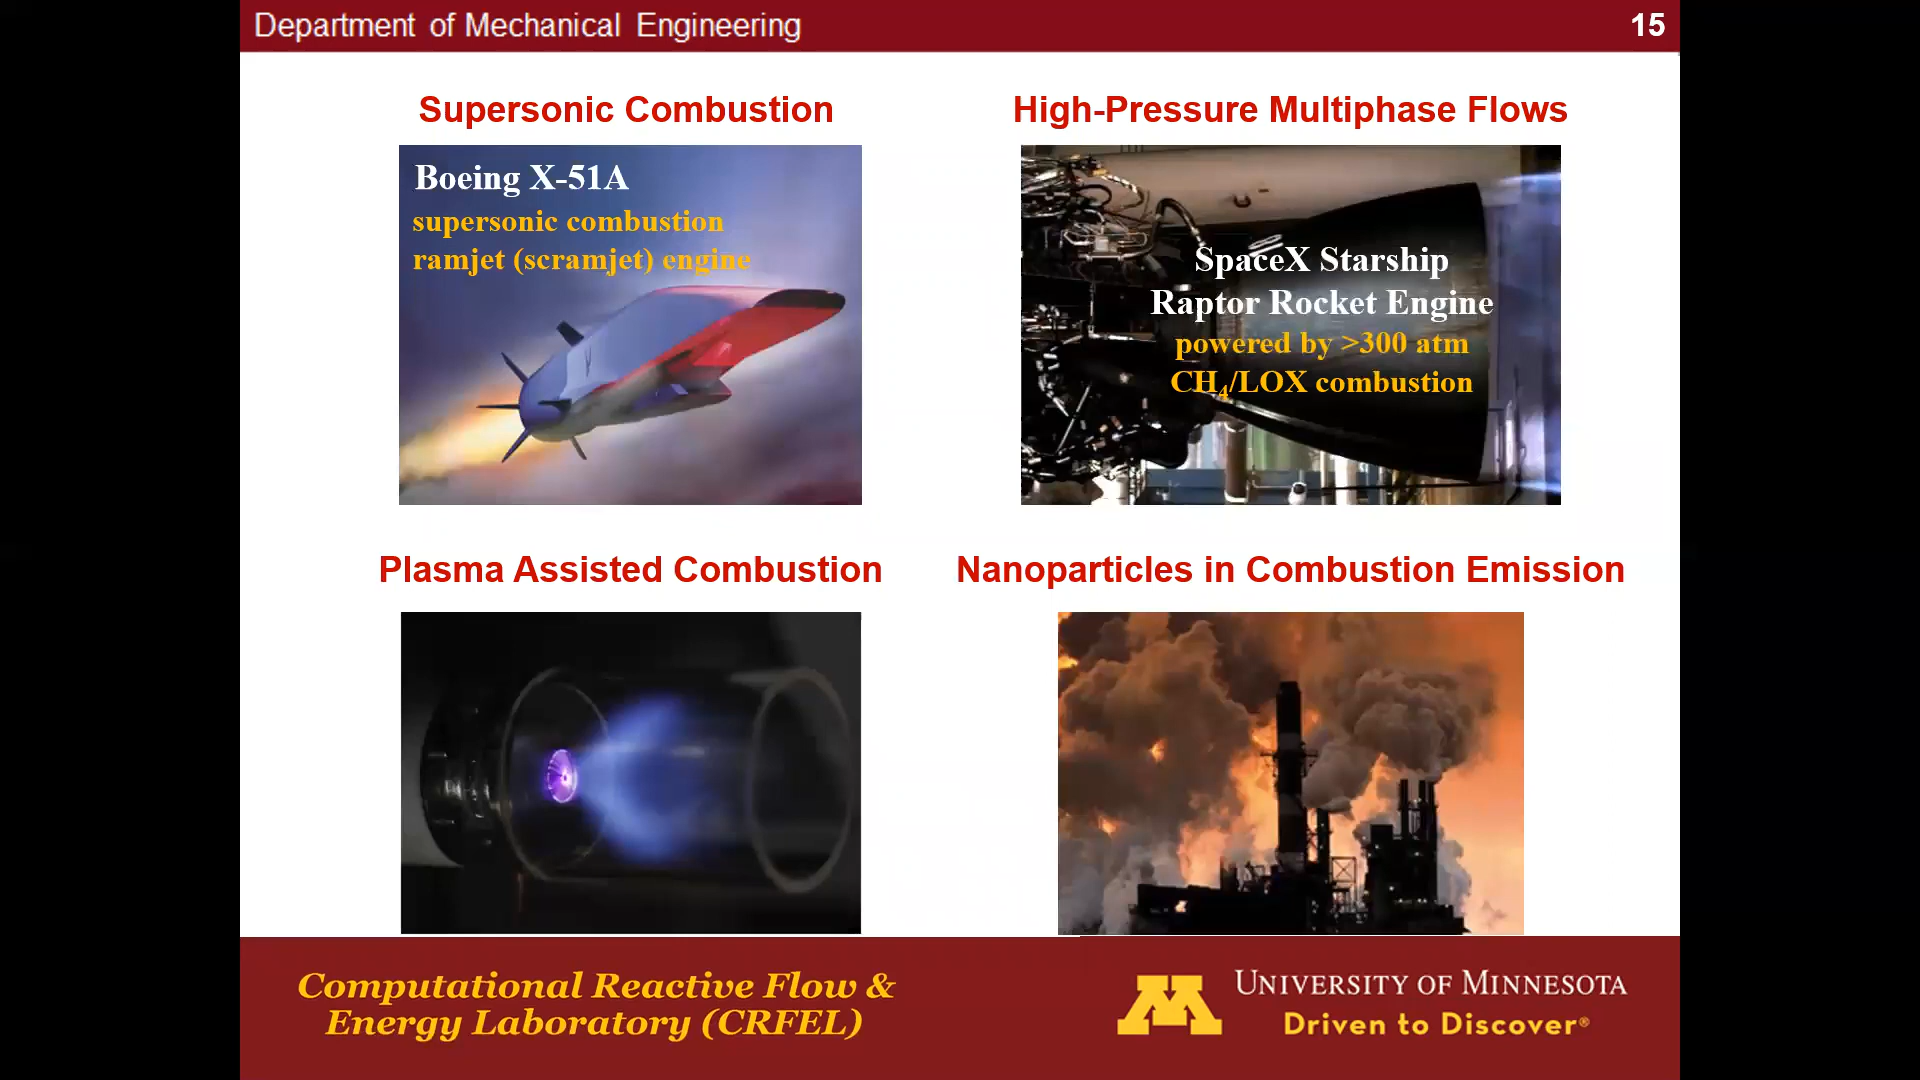 Department of Mechanical Engineering
15
Supersonic Combustion
High-Pressure Multiphase Flows
Boeing X-51A
supersonic combustion
ramjet (scramjet) engine
SpaceX Starship
Raptor Rocket Engine
powered by >300 atm
CH₄/LOX combustion
Plasma Assisted Combustion
Nanoparticles in Combustion Emission
Computational Reactive Flow &
Energy Laboratory (CRFEL)
M
UNIVERSITY OF MINNESOTA
Driven to Discover®